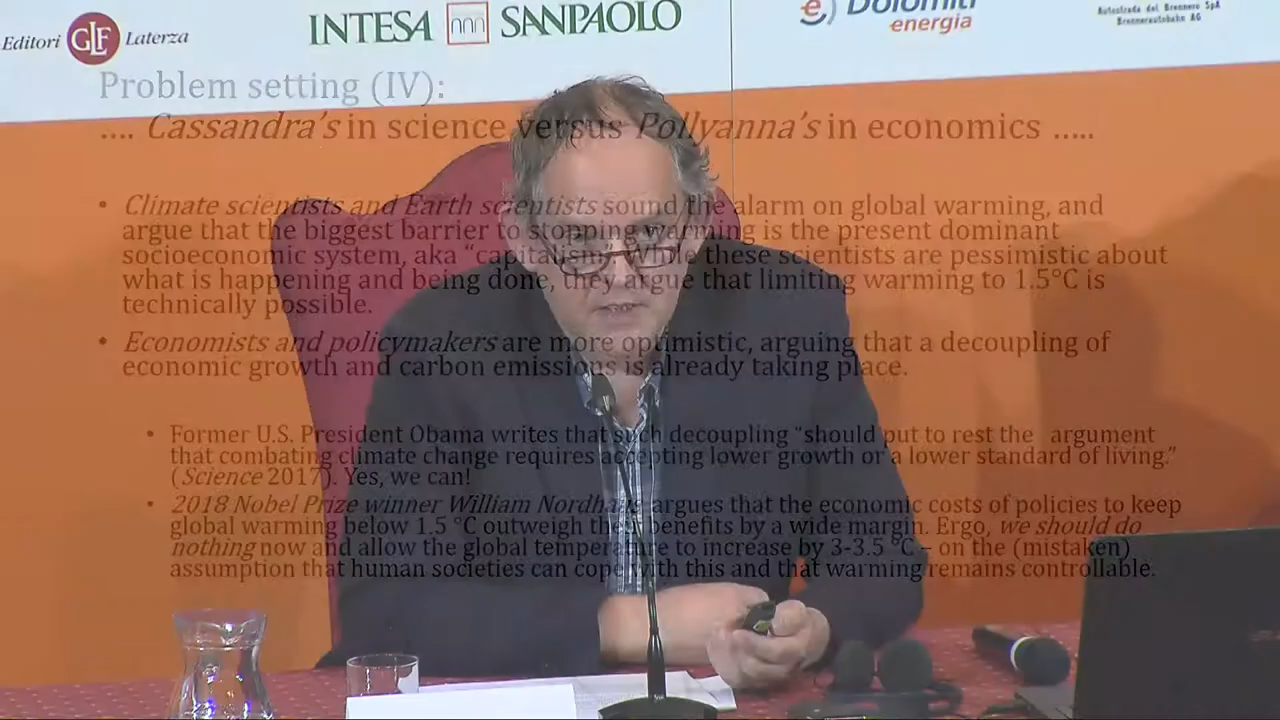 Editori GLF Laterza
INTESA SANPAOLO
Dolomiti
energia
Autostrada del Brennero SpA
Brennerautobahn AG
Problem setting (IV):
.... Cassandra's in science versus Pollyanna's in economics .....
• Climate scientists and Earth scientists sound the alarm on global warming, and
argue that the biggest barrier to stopping warming is the present dominant
socioeconomic system, aka “capitalism”. While these scientists are pessimistic about
what is happening and being done, they argue that limiting warming to 1.5°C is
technically possible.
• Economists and policymakers are more optimistic, arguing that a decoupling of
economic growth and carbon emissions is already taking place.
• Former U.S. President Obama writes that such decoupling “should put to rest the argument
that combating climate change requires accepting lower growth or a lower standard of living.”
(Science 2017). Yes, we can!
• 2018 Nobel Prize winner William Nordhaus argues that the economic costs of policies to keep
global warming below 1.5 °C outweigh the benefits by a wide margin. Ergo, we should do
nothing now and allow the global temperature to increase by 3-3.5 °C – on the (mistaken)
assumption that human societies can cope with this and that warming remains controllable.